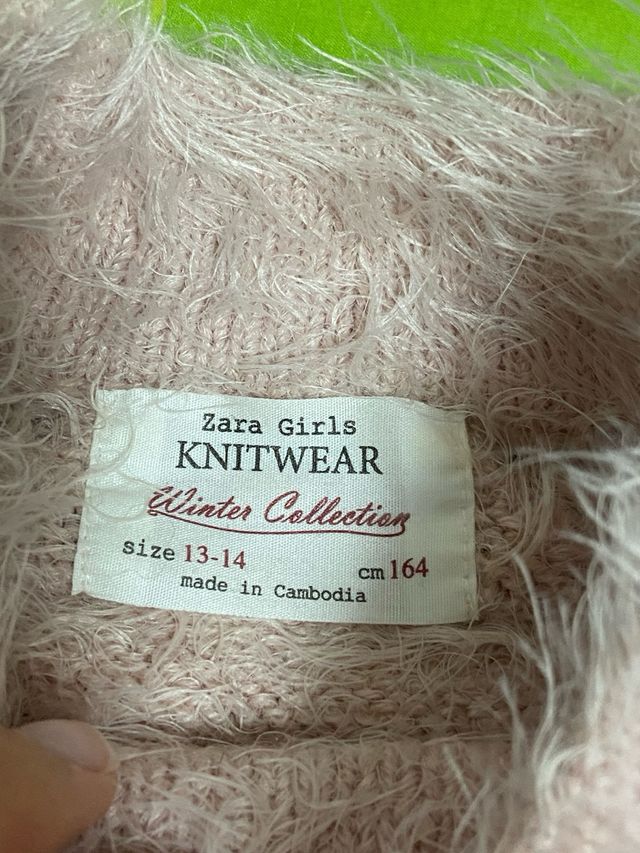 Zara Girls
KNITWEAR
Winter Collection
size 13-14 cm 164
made in Cambodia